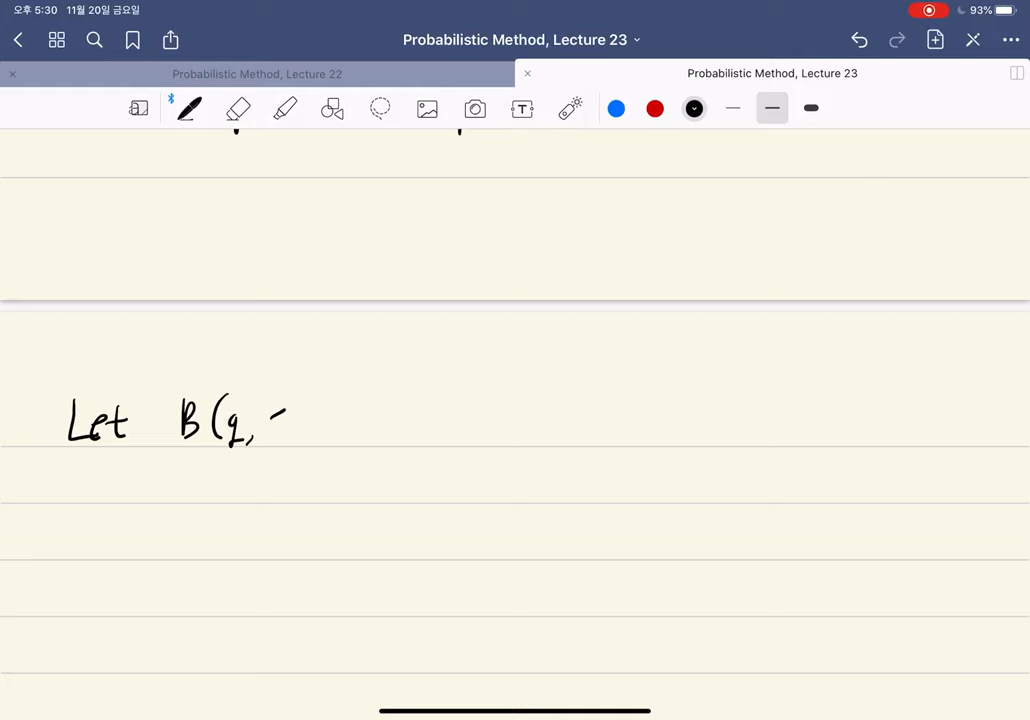 오후 5:30 11월 20일 금요일 93%
Probabilistic Method, Lecture 23
Probabilistic Method, Lecture 22 Probabilistic Method, Lecture 23
T
Let B(q,